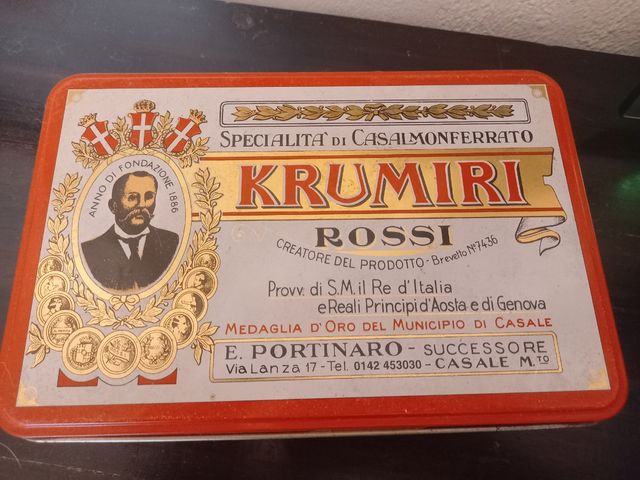 ANNO DI FONDAZIONE 1886
SPECIALITA' DI CASALMONFERRATO
KRUMIRI
ROSSI
CREATORE DEL PRODOTTO - Brevetto Nº7436
Provv. di S.M. il Re d'Italia
e Reali Principi d'Aosta e di Genova
MEDAGLIA D'ORO DEL MUNICIPIO DI CASALE
E. PORTINARO - SUCCESSORE
Via Lanza 17 - Tel. 0142 453030 - CASALE M.TO